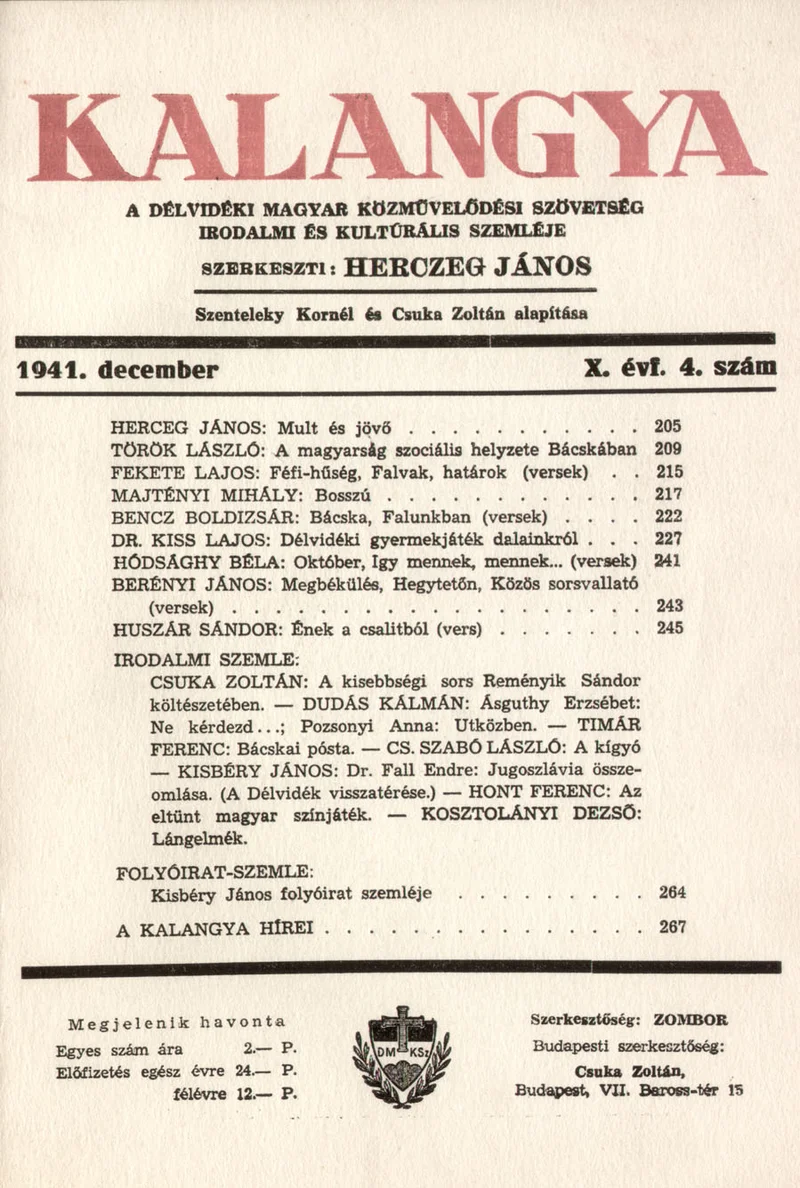 KALANGYA
A DÉLVIDÉKI MAGYAR KÖZMŰVELŐDÉSI SZÖVETSÉG
IRODALMI ÉS KULTÚRÁLIS SZEMLÉJE
SZERKESZTI: HERCZEG JÁNOS
Szenteleky Kornél és Csuka Zoltán alapítása
1941. december X. évf. 4. szám
HERCEG JÁNOS: Mult és jövő . . . . . . . . . . . 205
TÖRÖK LÁSZLÓ: A magyarság szociális helyzete Bácskában 209
FEKETE LAJOS: Féfi-hűség, Falvak, határok (versek) . . 215
MAJTÉNYI MIHÁLY: Bosszú . . . . . . . . . . . . 217
BENCZ BOLDIZSÁR: Bácska, Falunkban (versek) . . . . 222
DR. KISS LAJOS: Délvidéki gyermekjáték dalainkról . . . 227
HÓDSÁGHY BÉLA: Október, Igy mennek, mennek... (versek) 241
BERÉNYI JÁNOS: Megbékülés, Hegytetőn, Közös sorsvallató
(versek) . . . . . . . . . . . . . . . . . . . 243
HUSZÁR SÁNDOR: Ének a csalitból (vers) . . . . . . . 245
IRODALMI SZEMLE:
CSUKA ZOLTÁN: A kisebbségi sors Reményik Sándor
költészetében. — DUDÁS KÁLMÁN: Ásguthy Erzsébet:
Ne kérdezd...; Pozsonyi Anna: Utközben. — TIMÁR
FERENC: Bácskai pósta. — CS. SZABÓ LÁSZLÓ: A kígyó
— KISBÉRY JÁNOS: Dr. Fall Endre: Jugoszlávia össze-
omlása. (A Délvidék visszatérése.) — HONT FERENC: Az
eltünt magyar színjáték. — KOSZTOLÁNYI DEZSŐ:
Lángelmék.
FOLYÓIRAT-SZEMLE:
Kisbéry János folyóirat szemléje . . . . . . . . . 264
A KALANGYA HÍREI . . . . . . . . . . . . . . . 267
Megjelenik havonta
Egyes szám ára 2.— P.
Előfizetés egész évre 24.— P.
félévre 12.— P.
DM KSz
Szerkesztőség: ZOMBOR
Budapesti szerkesztőség:
Csuka Zoltán,
Budapest, VII. Baross-tér 15